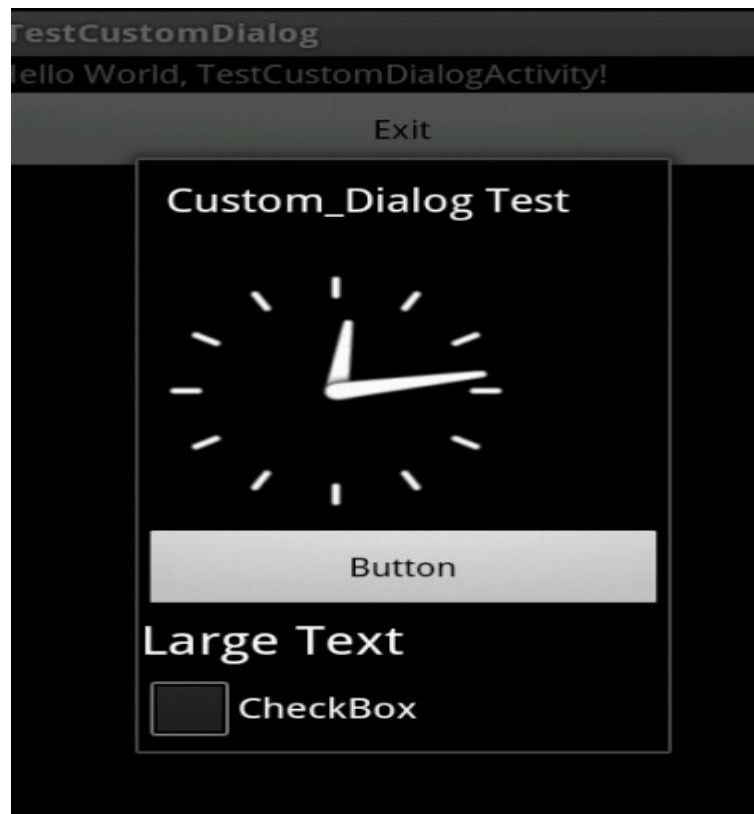 TestCustomDialog
ello World, TestCustomDialogActivity!
Exit
Custom_Dialog Test
Button
Large Text
CheckBox